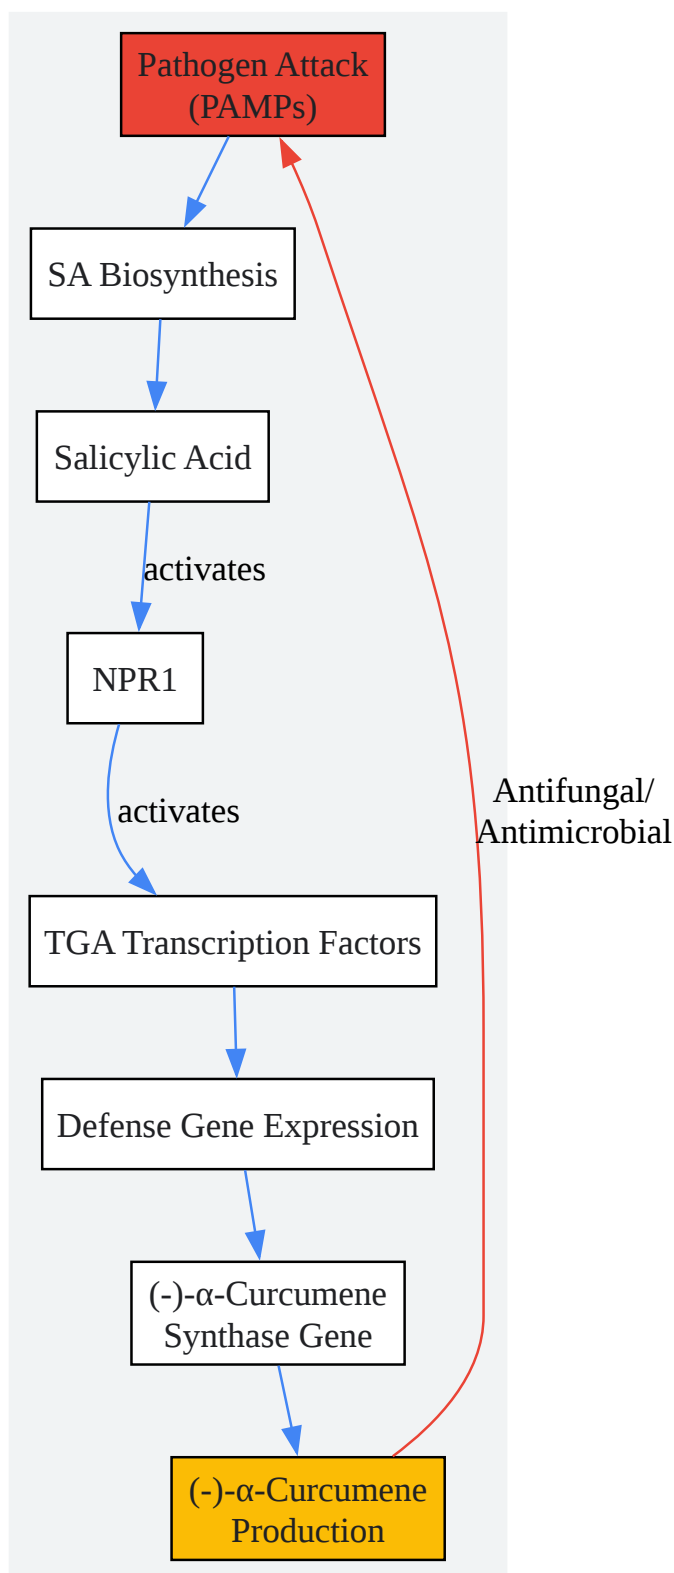 Pathogen Attack
(PAMPs)
SA Biosynthesis
Salicylic Acid
activates
NPR1
activates
Antifungal/
Antimicrobial
TGA Transcription Factors
Defense Gene Expression
(-)-α-Curcumene
Synthase Gene
(-)-α-Curcumene
Production